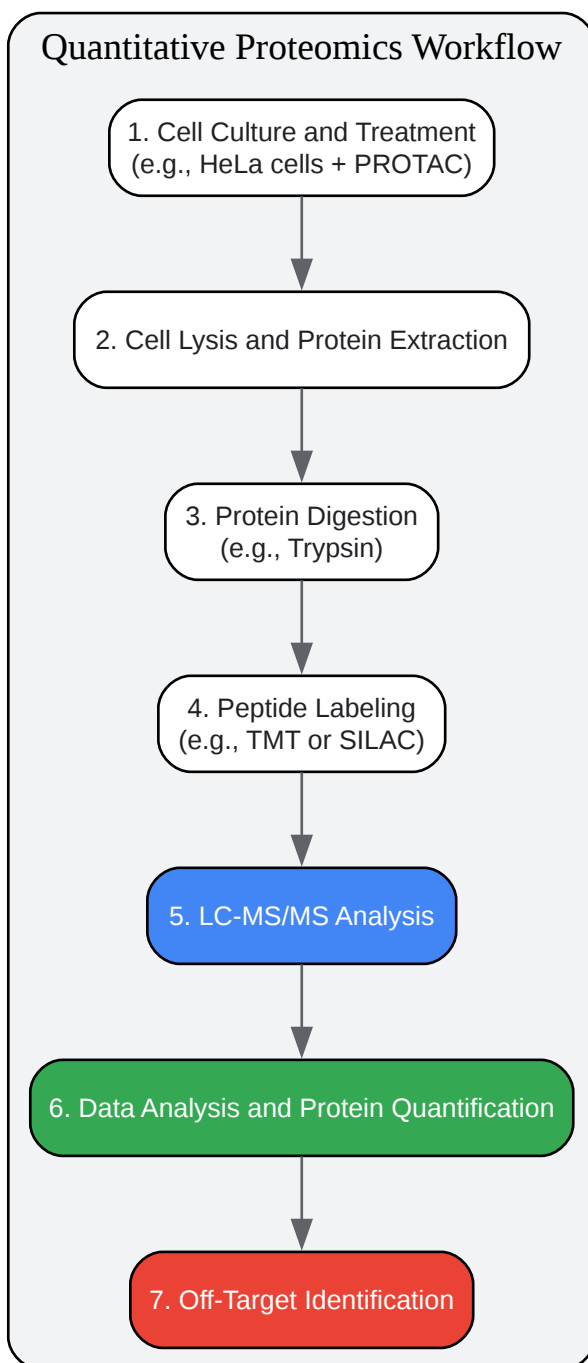 Quantitative Proteomics Workflow
1. Cell Culture and Treatment
(e.g., HeLa cells + PROTAC)
2. Cell Lysis and Protein Extraction
3. Protein Digestion
(e.g., Trypsin)
4. Peptide Labeling
(e.g., TMT or SILAC)
5. LC-MS/MS Analysis
6. Data Analysis and Protein Quantification
7. Off-Target Identification